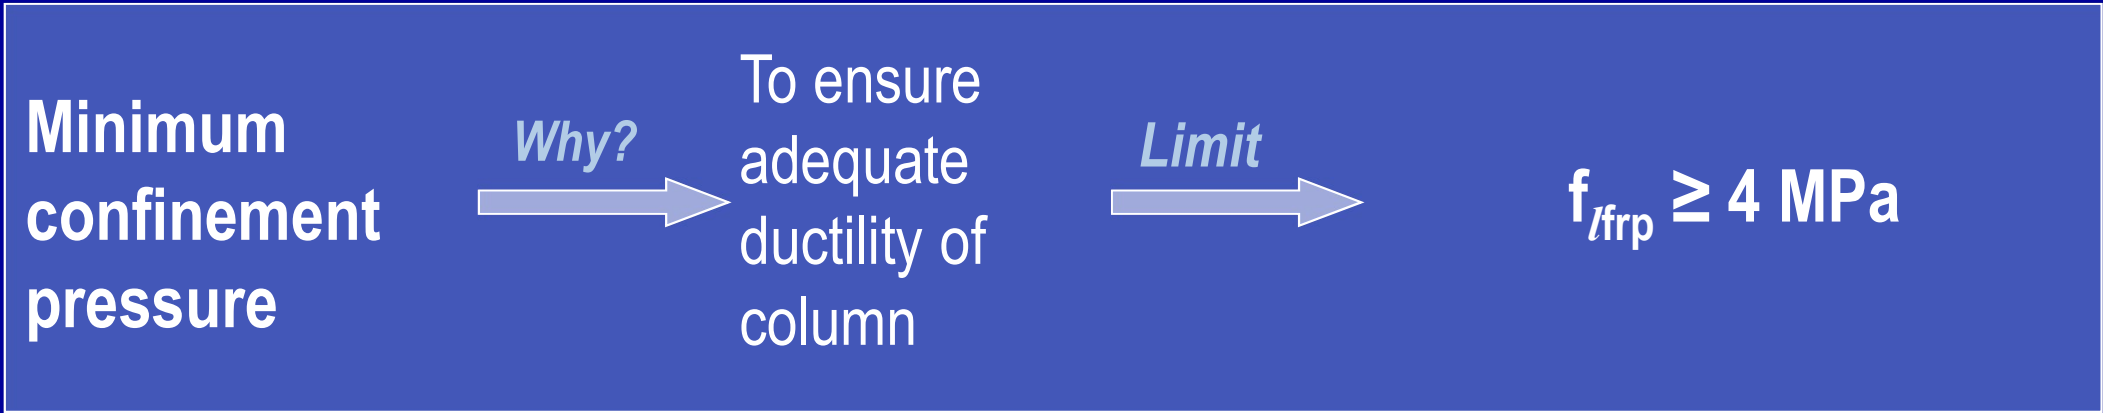 Minimum
confinement
pressure
Why?
To ensure
adequate
ductility of
column
Limit
f_lfrp ≥ 4 MPa